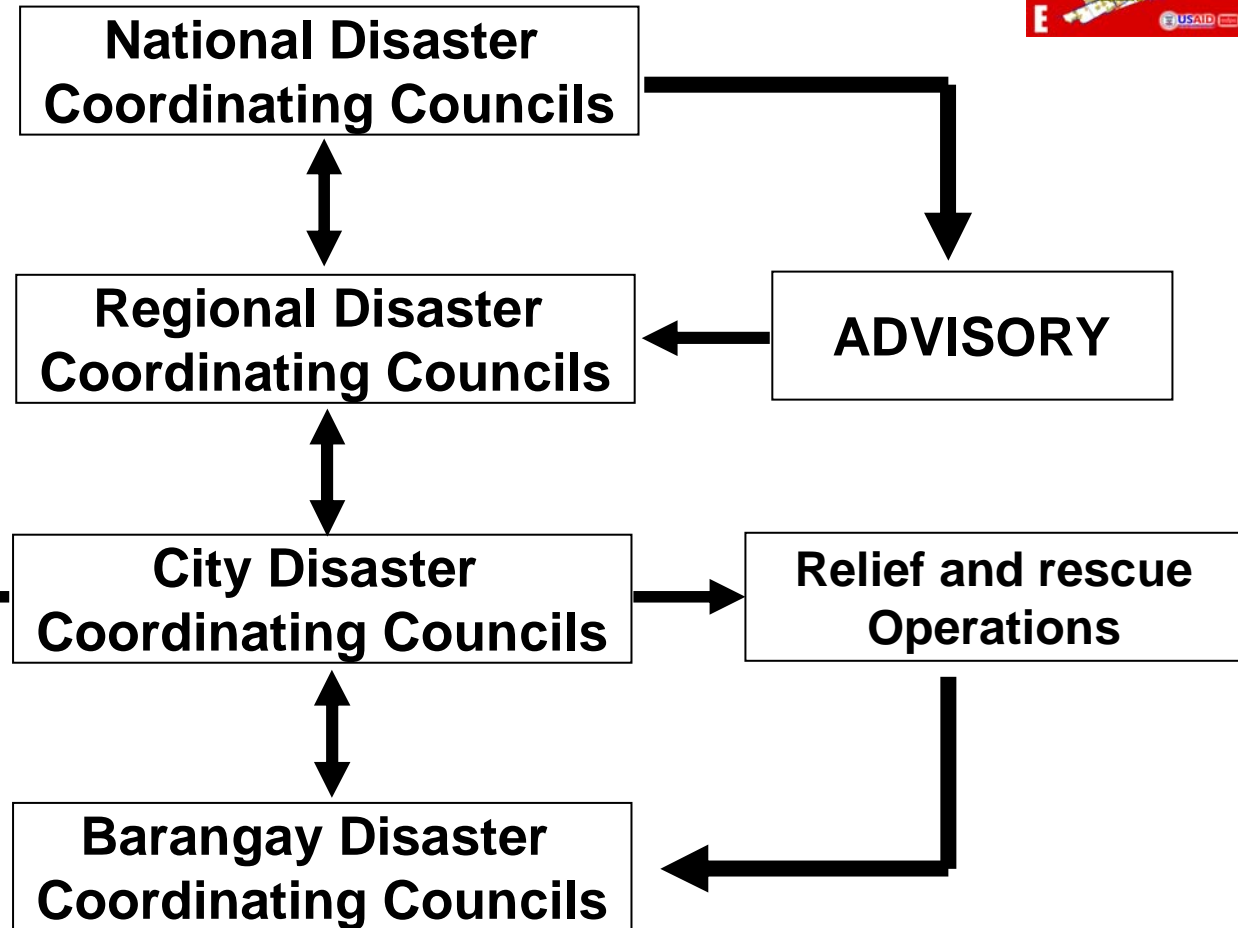 E
USAID
National Disaster
Coordinating Councils
Regional Disaster
Coordinating Councils
ADVISORY
City Disaster
Coordinating Councils
Relief and rescue
Operations
Barangay Disaster
Coordinating Councils